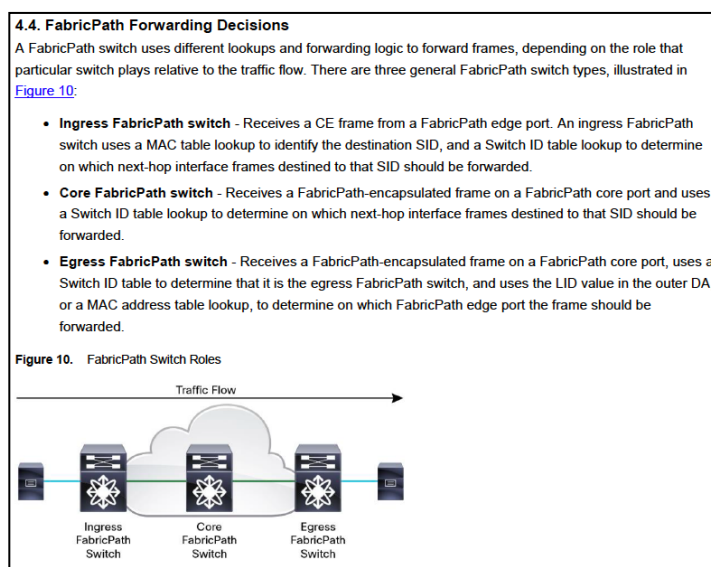 4.4. FabricPath Forwarding Decisions
A FabricPath switch uses different lookups and forwarding logic to forward frames, depending on the role that
particular switch plays relative to the traffic flow. There are three general FabricPath switch types, illustrated in
Figure 10:
• Ingress FabricPath switch - Receives a CE frame from a FabricPath edge port. An ingress FabricPath
switch uses a MAC table lookup to identify the destination SID, and a Switch ID table lookup to determine
on which next-hop interface frames destined to that SID should be forwarded.
• Core FabricPath switch - Receives a FabricPath-encapsulated frame on a FabricPath core port and uses
a Switch ID table lookup to determine on which next-hop interface frames destined to that SID should be
forwarded.
• Egress FabricPath switch - Receives a FabricPath-encapsulated frame on a FabricPath core port, uses a
Switch ID table to determine that it is the egress FabricPath switch, and uses the LID value in the outer DA
or a MAC address table lookup, to determine on which FabricPath edge port the frame should be
forwarded.
Figure 10. FabricPath Switch Roles
Traffic Flow
Ingress
FabricPath
Switch
Core
FabricPath
Switch
Egress
FabricPath
Switch